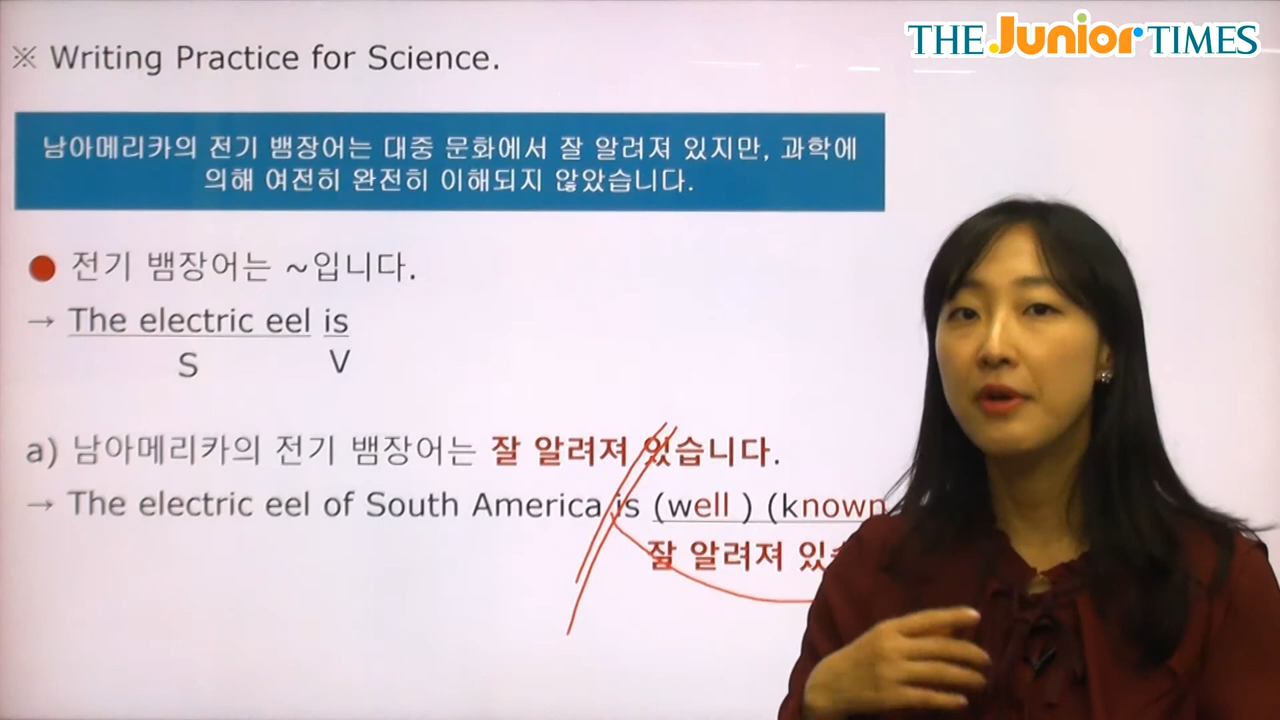 THE Junior TIMES
※ Writing Practice for Science.
남아메리카의 전기 뱀장어는 대중 문화에서 잘 알려져 있지만, 과학에
의해 여전히 완전히 이해되지 않았습니다.
● 전기 뱀장어는 ~입니다.
→ The electric eel is
S V
a) 남아메리카의 전기 뱀장어는 잘 알려져 있습니다.
→ The electric eel of South America is (well ) (known
잘 알려져